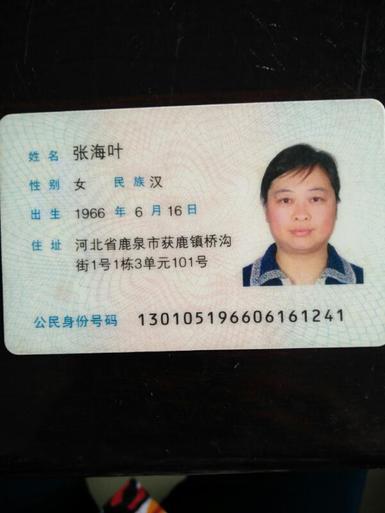 姓名 张海叶
性别 女 民族 汉
出生 1966 年 6 月 16 日
住址 河北省鹿泉市获鹿镇桥沟
街1号1栋3单元101号
公民身份号码 130105196606161241